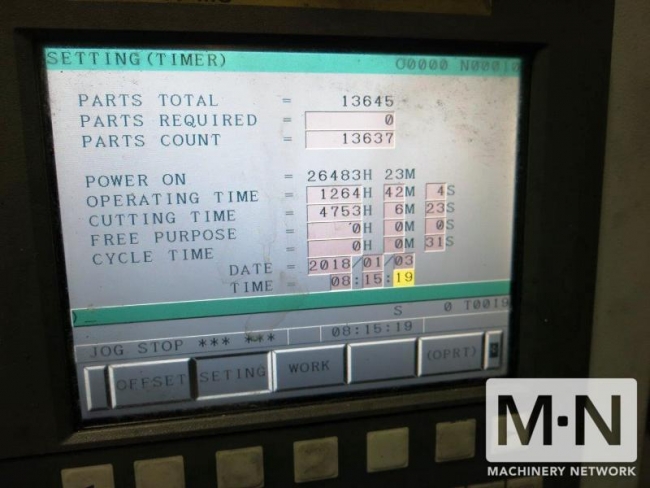 SETTING(TIMER) O0000 N00010
PARTS TOTAL = 13645
PARTS REQUIRED = 0
PARTS COUNT = 13637
POWER ON = 26483H 23M
OPERATING TIME = 1264H 42M 4S
CUTTING TIME = 4753H 6M 23S
FREE PURPOSE = 0H 0M 0S
CYCLE TIME = 0H 0M 31S
DATE = 2018/01/03
TIME = 08:15:19
)_
S 0 T0019
JOG STOP *** *** 08:15:19
OFFSET SETING WORK (OPRT)
M·N
MACHINERY NETWORK